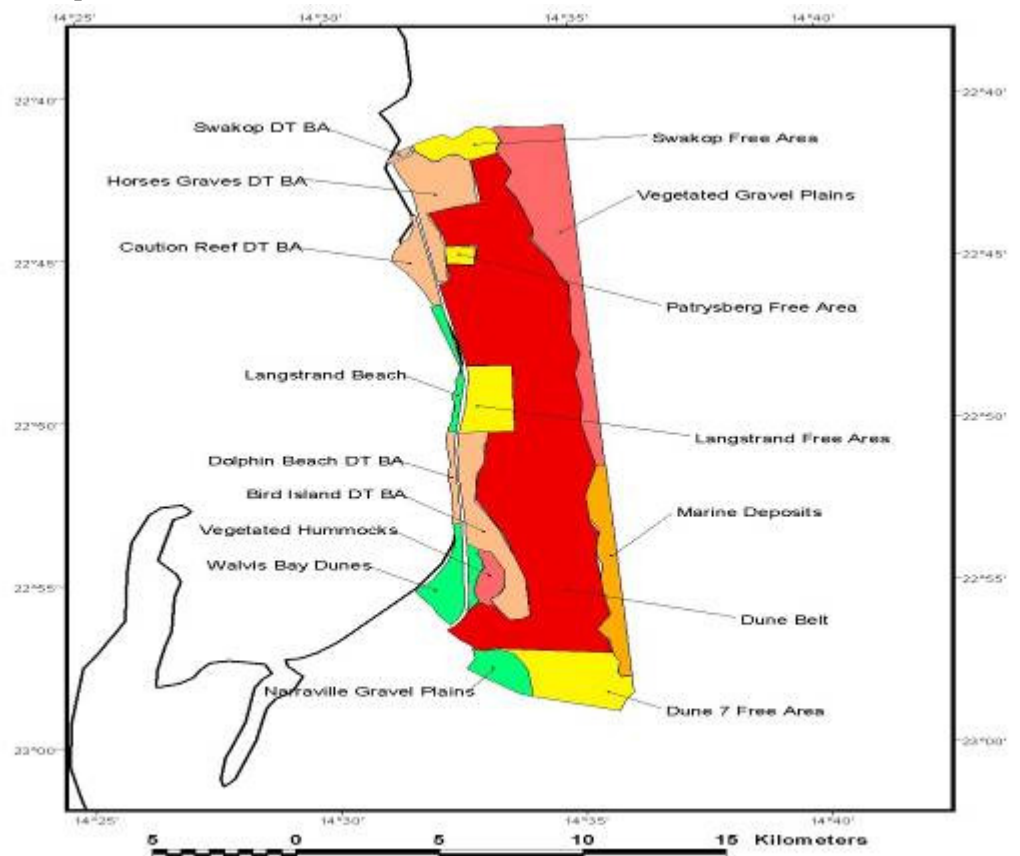 14°25' 14°30' 14°35' 14°40'
22°40' 22°40'
Swakop DT BA
Swakop Free Area
Horses Graves DT BA
Vegetated Gravel Plains
Caution Reef DT BA
22°45' 22°45'
Patrysberg Free Area
Langstrand Beach
22°50' 22°50'
Langstrand Free Area
Dolphin Beach DT BA
Bird Island DT BA
Marine Deposits
Vegetated Hummocks
Walvis Bay Dunes
22°55' 22°55'
Dune Belt
Narraville Gravel Plains
Dune 7 Free Area
23°00' 23°00'
14°25' 14°30' 14°35' 14°40'
5 0 5 10 15 Kilometers